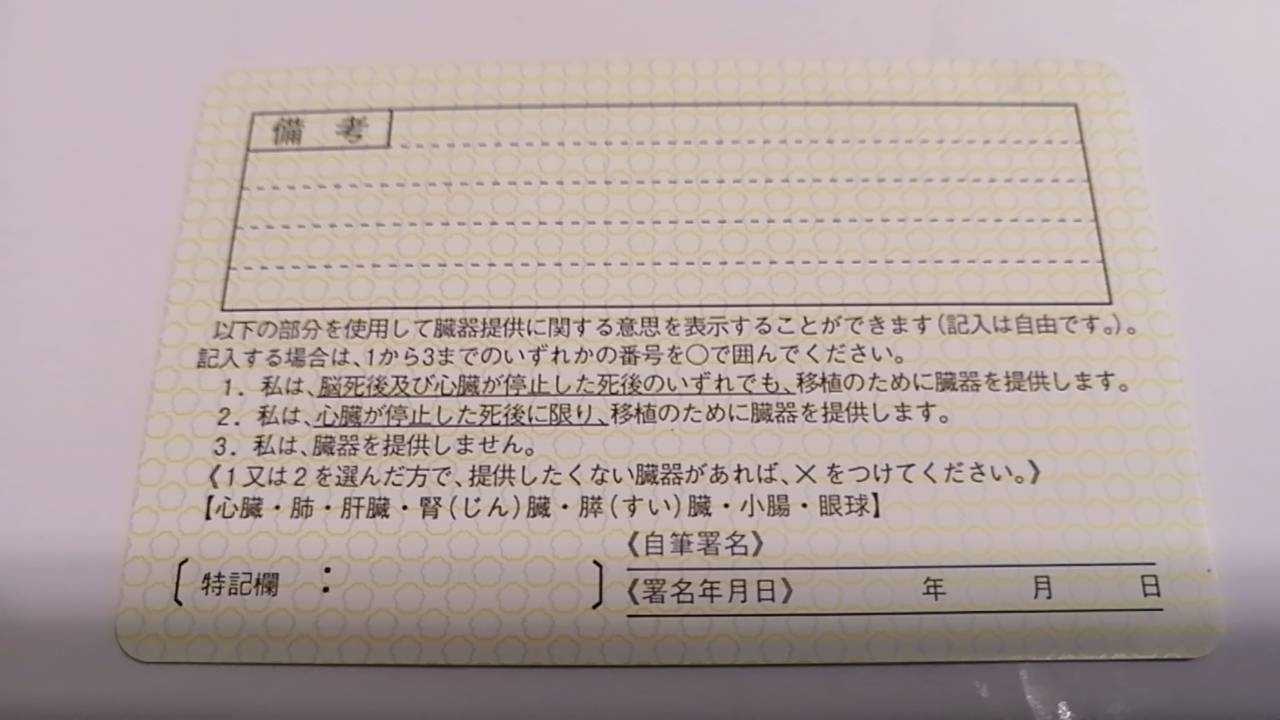 備考
以下の部分を使用して臓器提供に関する意思を表示することができます(記入は自由です。)。
記入する場合は、1から3までのいずれかの番号を○で囲んでください。
1. 私は、脳死後及び心臓が停止した死後のいずれでも、移植のために臓器を提供します。
2. 私は、心臓が停止した死後に限り、移植のために臓器を提供します。
3. 私は、臓器を提供しません。
《1又は2を選んだ方で、提供したくない臓器があれば、×をつけてください。》
【心臓・肺・肝臓・腎(じん)臓・膵(すい)臓・小腸・眼球】
〔特記欄 : 〕
《自筆署名》
《署名年月日》 年 月 日